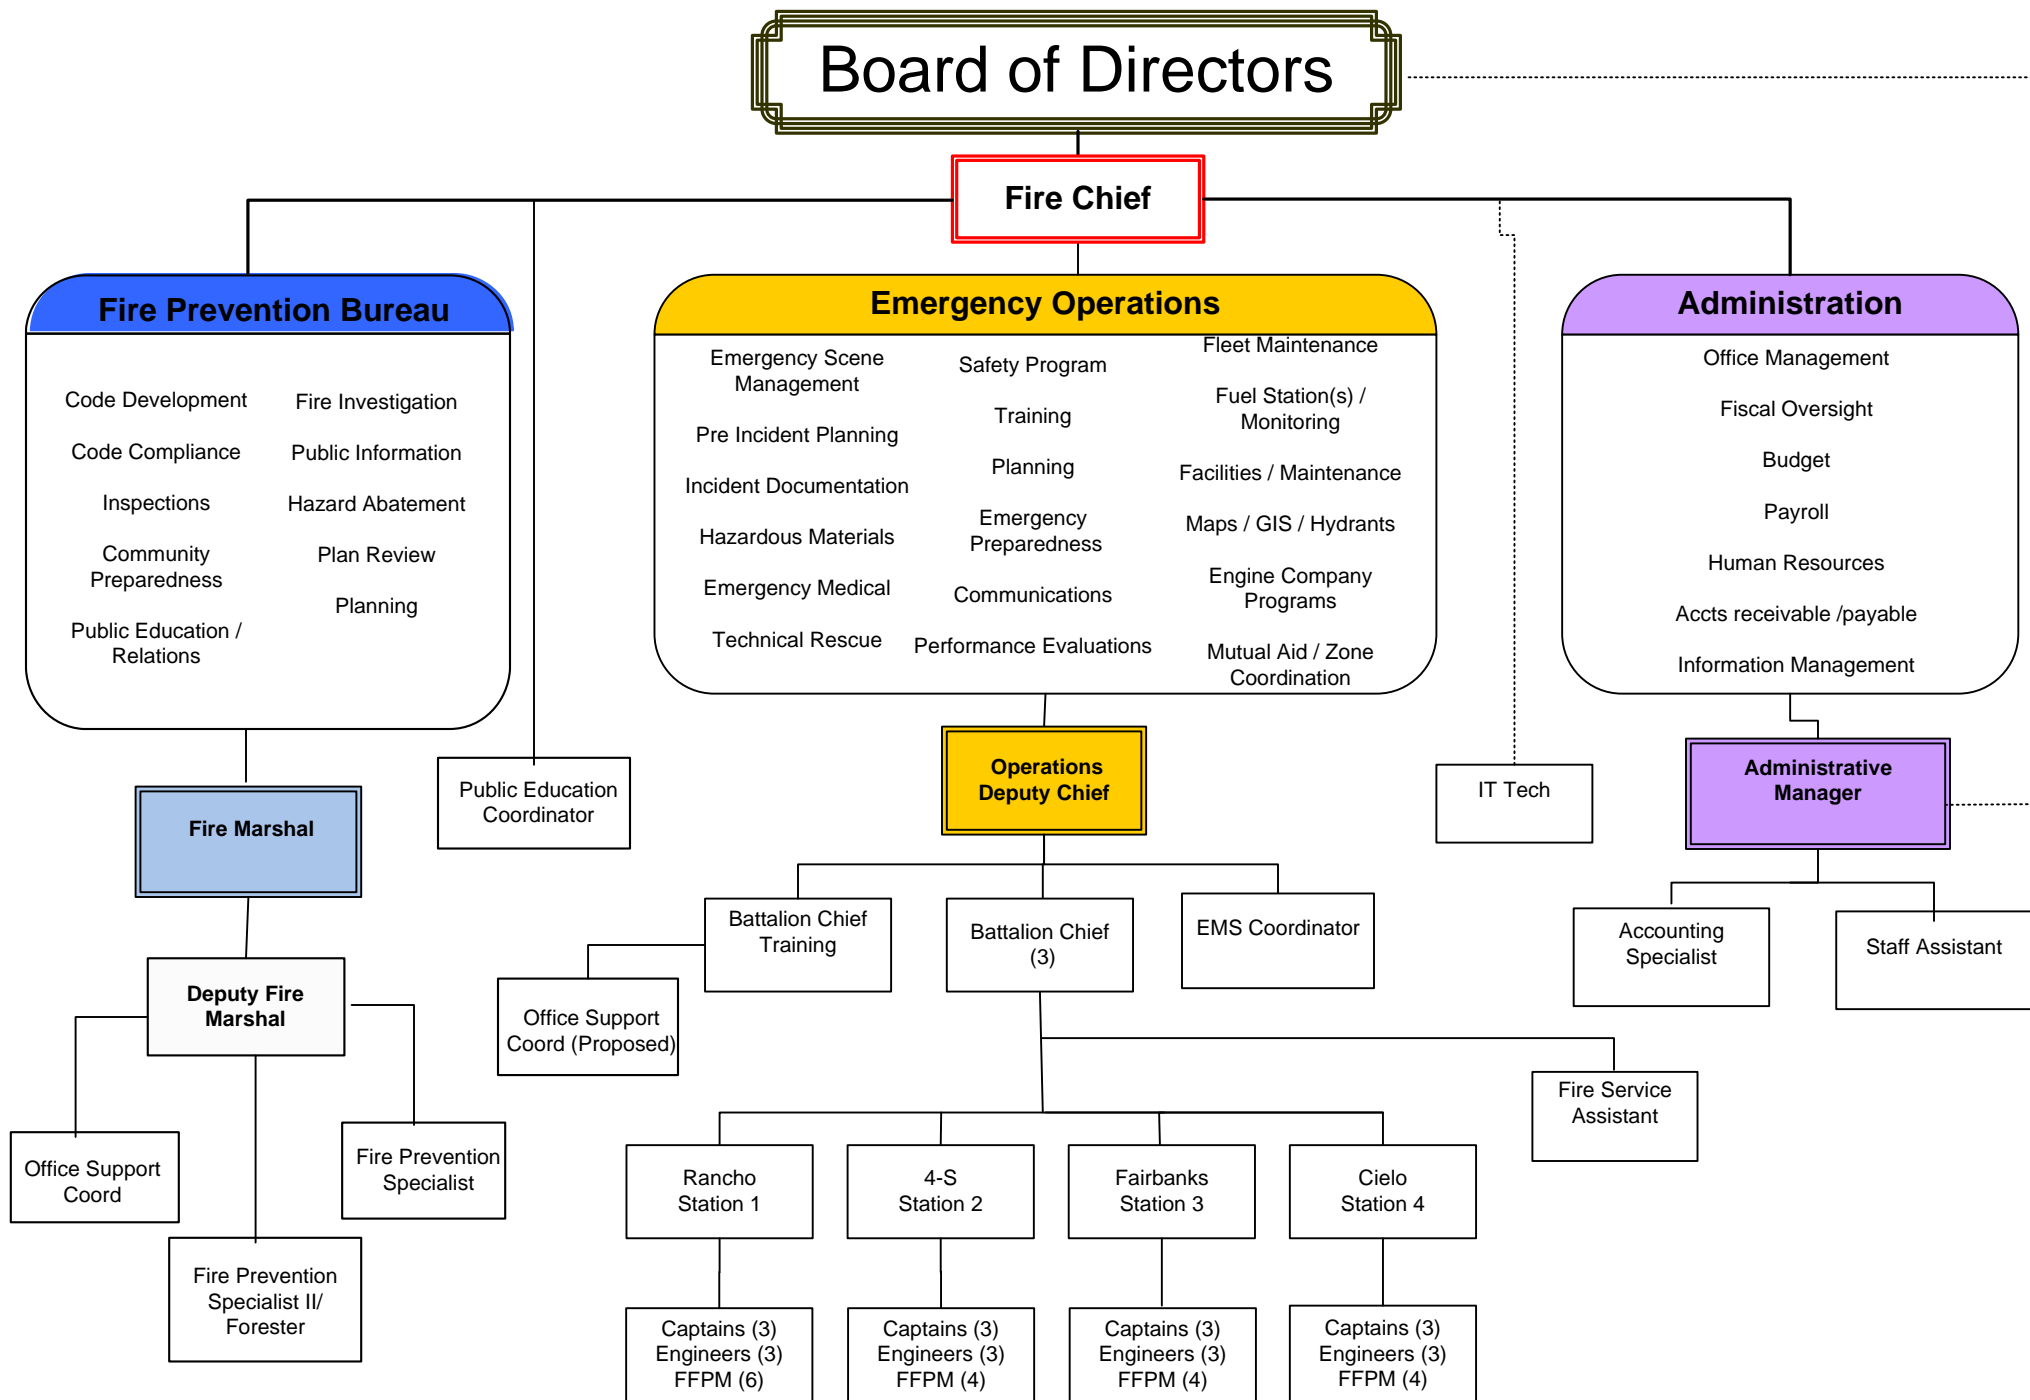 Board of Directors
Fire Chief
Fire Prevention Bureau
Code Development
Code Compliance
Inspections
Community
Preparedness
Public Education /
Relations
Fire Investigation
Public Information
Hazard Abatement
Plan Review
Planning
Emergency Operations
Emergency Scene
Management
Pre Incident Planning
Incident Documentation
Hazardous Materials
Emergency Medical
Technical Rescue
Safety Program
Training
Planning
Emergency
Preparedness
Communications
Performance Evaluations
Fleet Maintenance
Fuel Station(s) /
Monitoring
Facilities / Maintenance
Maps / GIS / Hydrants
Engine Company
Programs
Mutual Aid / Zone
Coordination
Administration
Office Management
Fiscal Oversight
Budget
Payroll
Human Resources
Accts receivable /payable
Information Management
Fire Marshal
Public Education
Coordinator
Operations
Deputy Chief
IT Tech
Administrative
Manager
Deputy Fire
Marshal
Office Support
Coord
Fire Prevention
Specialist II/
Forester
Fire Prevention
Specialist
Battalion Chief
Training
Office Support
Coord (Proposed)
Battalion Chief
(3)
EMS Coordinator
Accounting
Specialist
Staff Assistant
Fire Service
Assistant
Rancho
Station 1
4-S
Station 2
Fairbanks
Station 3
Cielo
Station 4
Captains (3)
Engineers (3)
FFPM (6)
Captains (3)
Engineers (3)
FFPM (4)
Captains (3)
Engineers (3)
FFPM (4)
Captains (3)
Engineers (3)
FFPM (4)